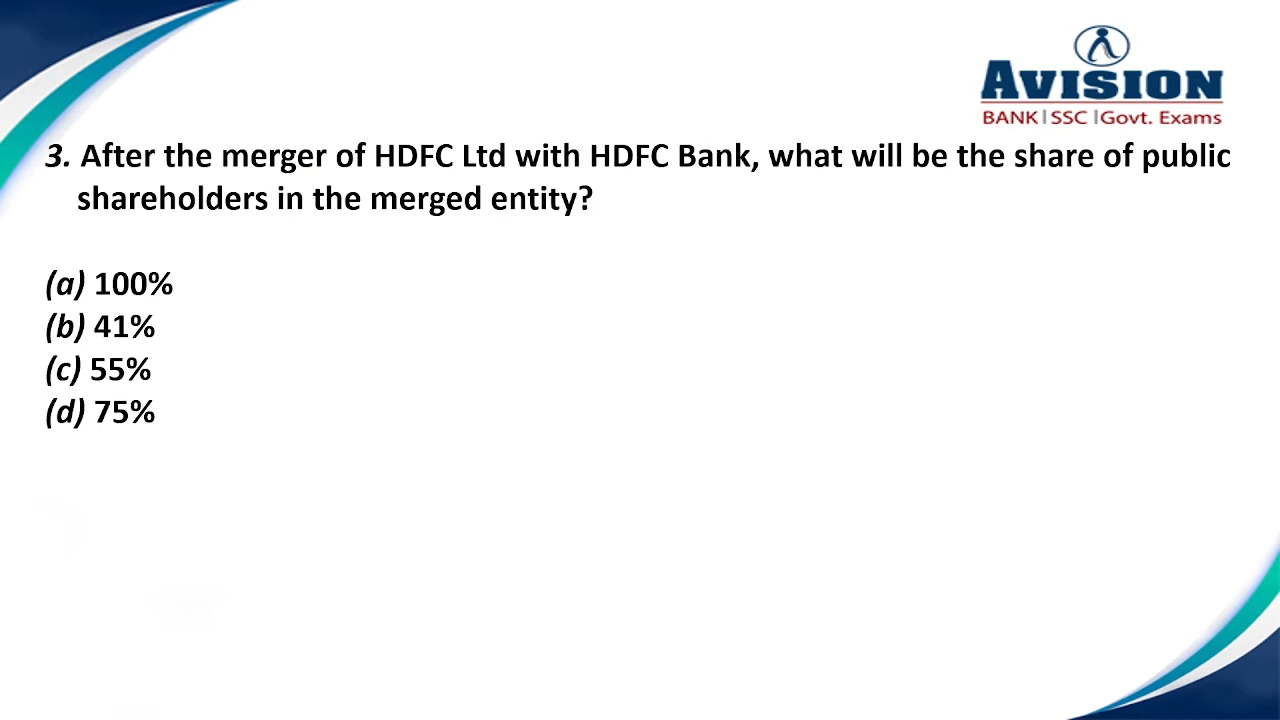 AVISION
BANK | SSC | Govt. Exams
3. After the merger of HDFC Ltd with HDFC Bank, what will be the share of public
shareholders in the merged entity?
(a) 100%
(b) 41%
(c) 55%
(d) 75%